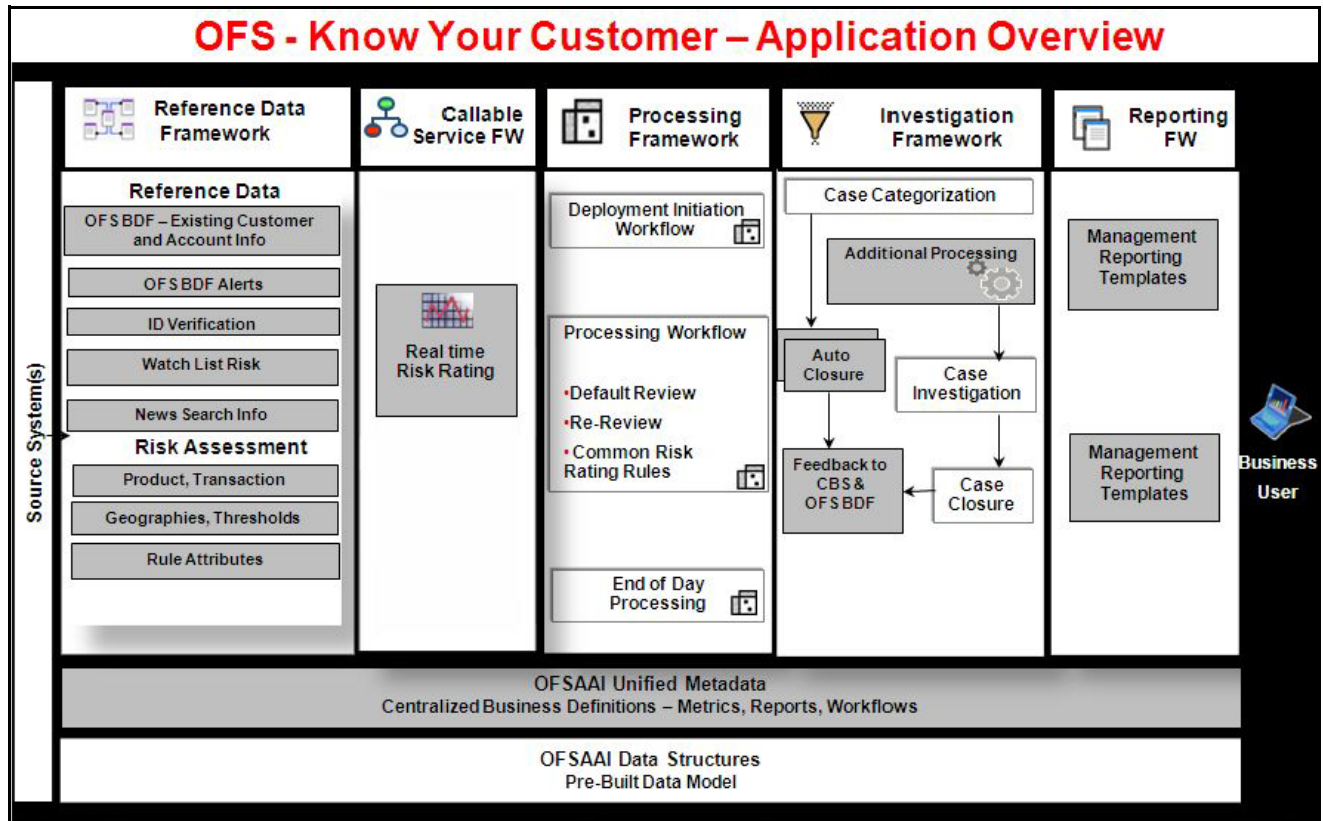 OFS - Know Your Customer – Application Overview
Source System(s)
Reference Data
Framework
Callable
Service FW
Processing
Framework
Investigation
Framework
Reporting
FW
Reference Data
OFS BDF – Existing Customer
and Account Info
OFS BDF Alerts
ID Verification
Watch List Risk
News Search Info
Risk Assessment
Product, Transaction
Geographies, Thresholds
Rule Attributes
Real time
Risk Rating
Deployment Initiation
Workflow
Processing Workflow
•Default Review
•Re-Review
• Common Risk
Rating Rules
End of Day
Processing
Case Categorization
Additional Processing
Auto
Closure
Case
Investigation
Feedback to
CBS &
OFS BDF
Case
Closure
Management
Reporting
Templates
Management
Reporting
Templates
Business
User
OFSAAI Unified Metadata
Centralized Business Definitions – Metrics, Reports, Workflows
OFSAAI Data Structures
Pre-Built Data Model